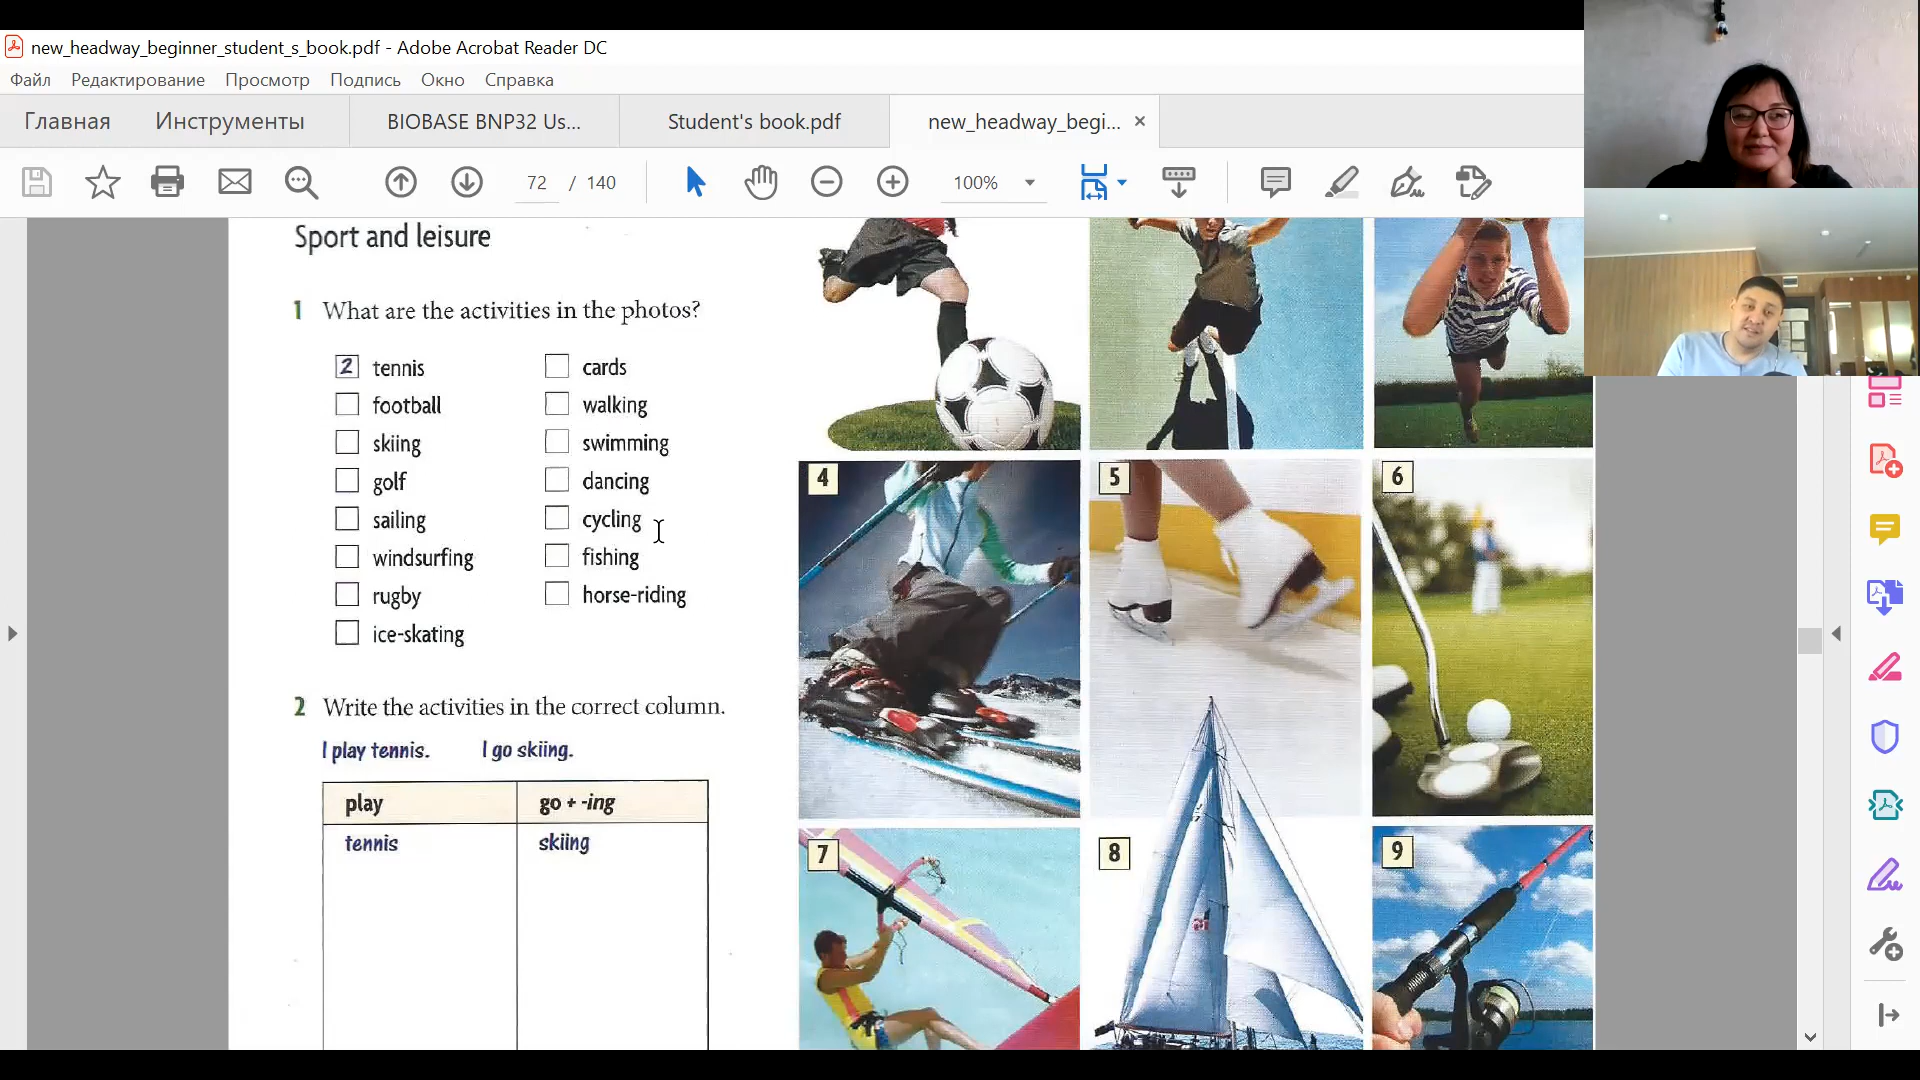 new_headway_beginner_student_s_book.pdf - Adobe Acrobat Reader DC
Файл Редактирование Просмотр Подпись Окно Справка
Главная Инструменты BIOBASE BNP32 Us... Student's book.pdf new_headway_begi... ×
72 / 140 100%
Sport and leisure
1 What are the activities in the photos?
2 tennis
football
skiing
golf
sailing
windsurfing
rugby
ice-skating
cards
walking
swimming
dancing
cycling
fishing
horse-riding
2 Write the activities in the correct column.
I play tennis. I go skiing.
play go + -ing
tennis skiing
4
5
6
7
8
9